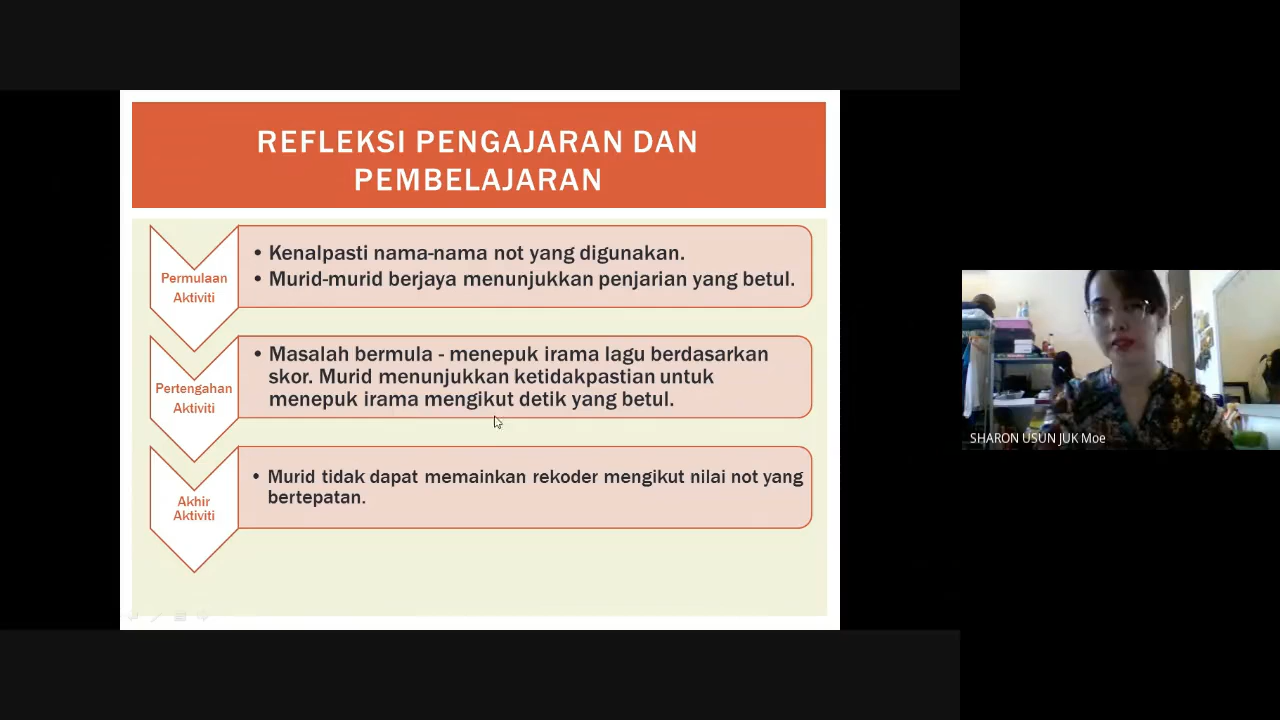 REFLEKSI PENGAJARAN DAN
PEMBELAJARAN
Permulaan
Aktiviti
• Kenalpasti nama-nama not yang digunakan.
• Murid-murid berjaya menunjukkan penjarian yang betul.
Pertengahan
Aktiviti
• Masalah bermula - menepuk irama lagu berdasarkan
skor. Murid menunjukkan ketidakpastian untuk
menepuk irama mengikut detik yang betul.
Akhir
Aktiviti
• Murid tidak dapat memainkan rekoder mengikut nilai not yang
bertepatan.
SHARON USUN JUK Moe